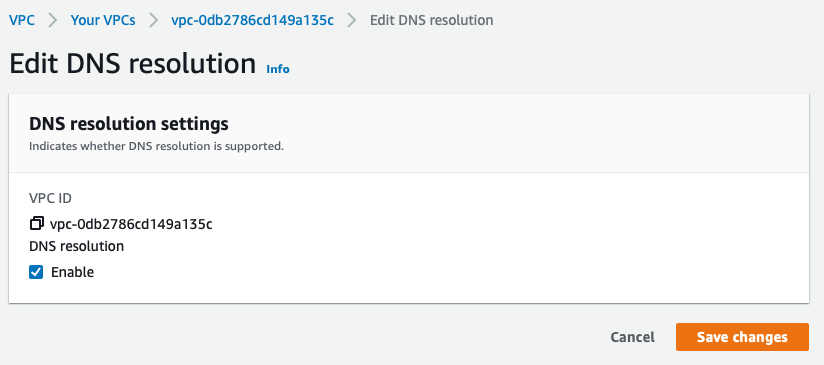 VPC > Your VPCs > vpc-0db2786cd149a135c > Edit DNS resolution
Edit DNS resolution Info
DNS resolution settings
Indicates whether DNS resolution is supported.
VPC ID
vpc-0db2786cd149a135c
DNS resolution
Enable
Cancel Save changes